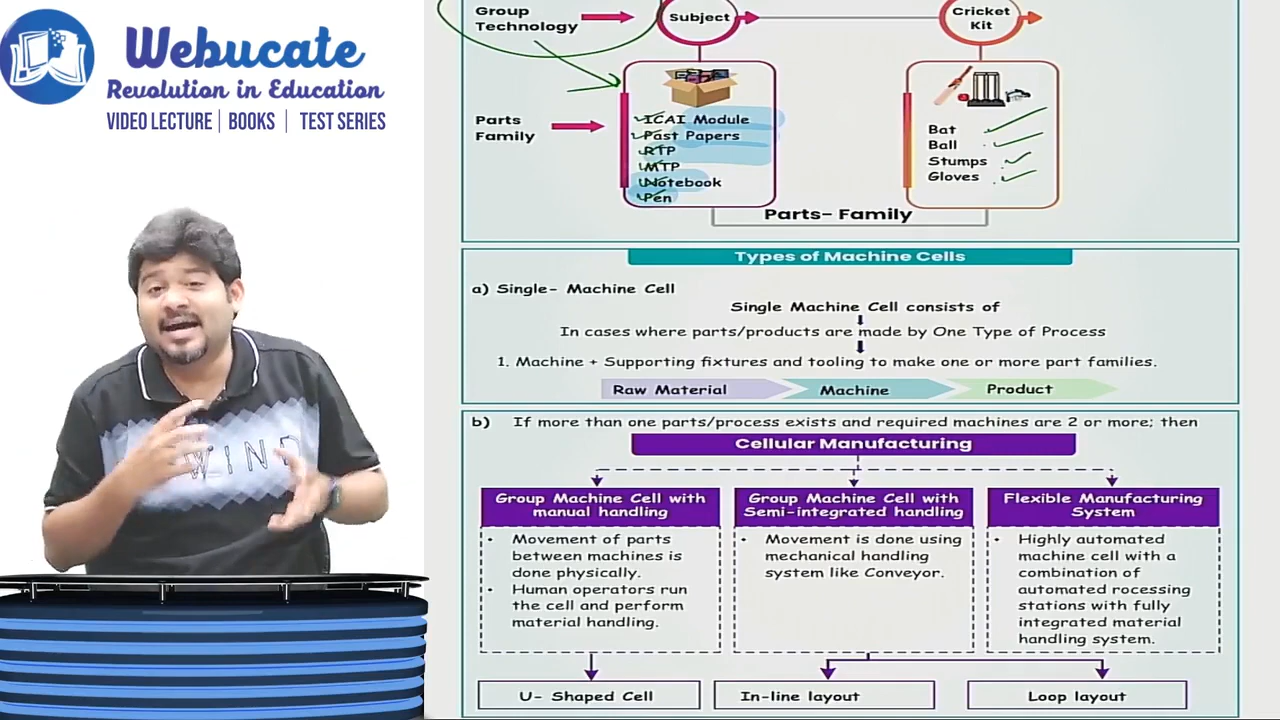 Webucate
Revolution in Education
VIDEO LECTURE | BOOKS | TEST SERIES
WIND
Group
Technology
Subject
Cricket
Kit
Parts
Family
ICAI Module
Past Papers
RTP
MTP
Notebook
Pen
Bat
Ball
Stumps
Gloves
Parts- Family
Types of Machine Cells
a) Single- Machine Cell
Single Machine Cell consists of
In cases where parts/products are made by One Type of Process
1. Machine + Supporting fixtures and tooling to make one or more part families.
Raw Material
Machine
Product
b) If more than one parts/process exists and required machines are 2 or more; then
Cellular Manufacturing
Group Machine Cell with
manual handling
• Movement of parts
between machines is
done physically.
• Human operators run
the cell and perform
material handling.
Group Machine Cell with
Semi-integrated handling
• Movement is done using
mechanical handling
system like Conveyor.
Flexible Manufacturing
System
• Highly automated
machine cell with a
combination of
automated rocessing
stations with fully
integrated material
handling system.
U- Shaped Cell
In-line layout
Loop layout